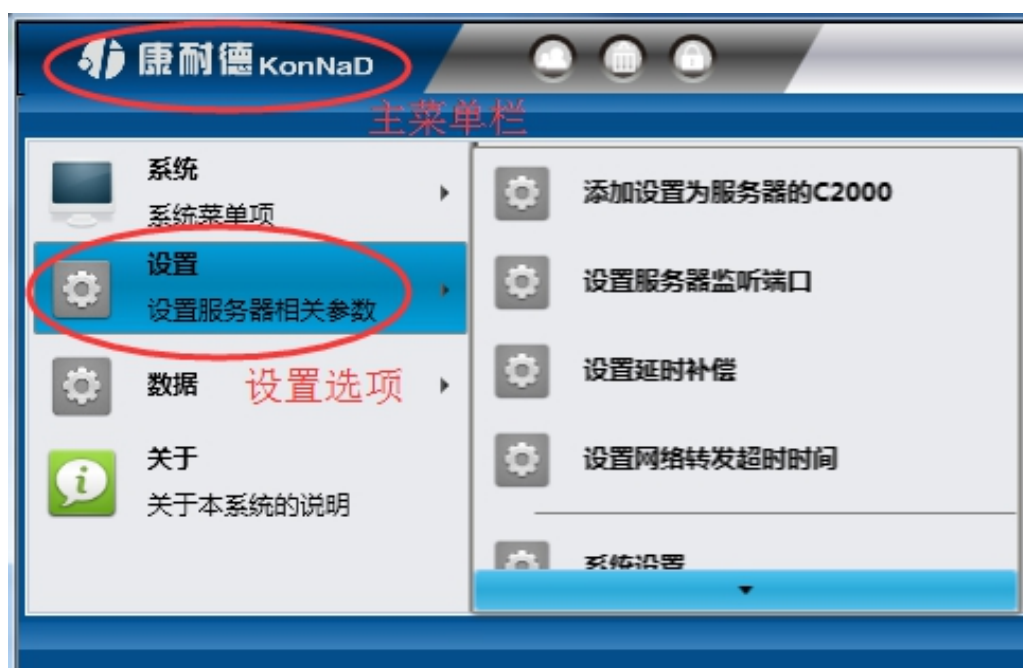 康耐德 KonNaD
主菜单栏
系统
系统菜单项
设置
设置服务器相关参数
数据
设置选项
关于
关于本系统的说明
添加设置为服务器的C2000
设置服务器监听端口
设置延时补偿
设置网络转发超时时间
系统设置